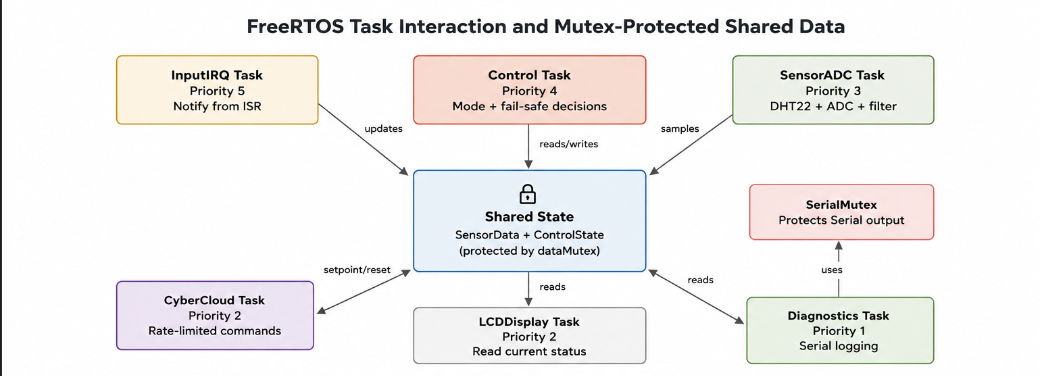 FreeRTOS Task Interaction and Mutex-Protected Shared Data
InputIRQ Task
Priority 5
Notify from ISR
Control Task
Priority 4
Mode + fail-safe decisions
SensorADC Task
Priority 3
DHT22 + ADC + filter
updates
reads/writes
samples
Shared State
SensorData + ControlState
(protected by dataMutex)
SerialMutex
Protects Serial output
setpoint/reset
reads
reads
uses
CyberCloud Task
Priority 2
Rate-limited commands
LCDDisplay Task
Priority 2
Read current status
Diagnostics Task
Priority 1
Serial logging